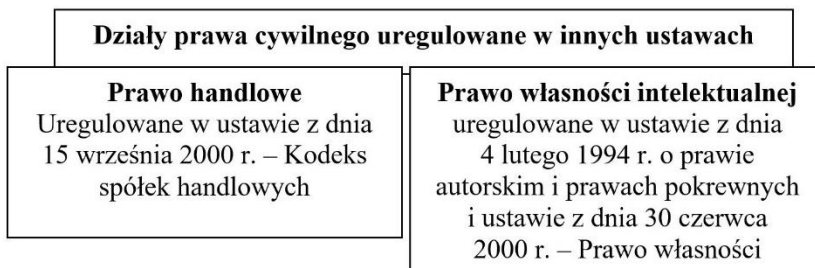 Działy prawa cywilnego uregulowane w innych ustawach
Prawo handlowe
Uregulowane w ustawie z dnia
15 września 2000 r. – Kodeks
spółek handlowych
Prawo własności intelektualnej
uregulowane w ustawie z dnia
4 lutego 1994 r. o prawie
autorskim i prawach pokrewnych
i ustawie z dnia 30 czerwca
2000 r. – Prawo własności